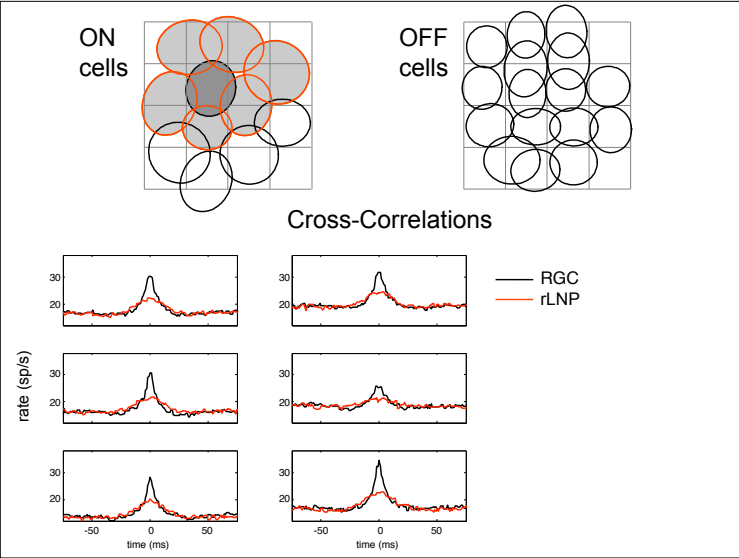 ON
cells
OFF
cells
Cross-Correlations
RGC
rLNP
rate (sp/s)
30
20
30
20
30
20
30
20
30
20
30
20
-50 0 50
time (ms)
-50 0 50
time (ms)